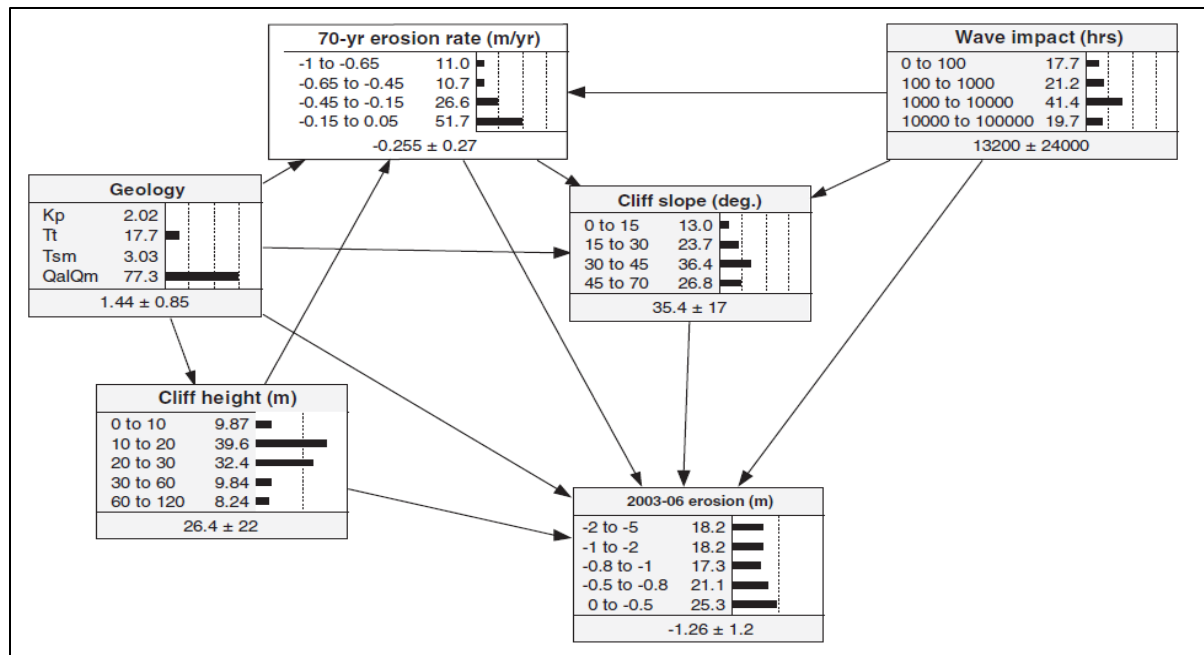 70-yr erosion rate (m/yr)
-1 to -0.65 11.0
-0.65 to -0.45 10.7
-0.45 to -0.15 26.6
-0.15 to 0.05 51.7
-0.255 ± 0.27
Wave impact (hrs)
0 to 100 17.7
100 to 1000 21.2
1000 to 10000 41.4
10000 to 100000 19.7
13200 ± 24000
Geology
Kp 2.02
Tt 17.7
Tsm 3.03
QalQm 77.3
1.44 ± 0.85
Cliff slope (deg.)
0 to 15 13.0
15 to 30 23.7
30 to 45 36.4
45 to 70 26.8
35.4 ± 17
Cliff height (m)
0 to 10 9.87
10 to 20 39.6
20 to 30 32.4
30 to 60 9.84
60 to 120 8.24
26.4 ± 22
2003-06 erosion (m)
-2 to -5 18.2
-1 to -2 18.2
-0.8 to -1 17.3
-0.5 to -0.8 21.1
0 to -0.5 25.3
-1.26 ± 1.2